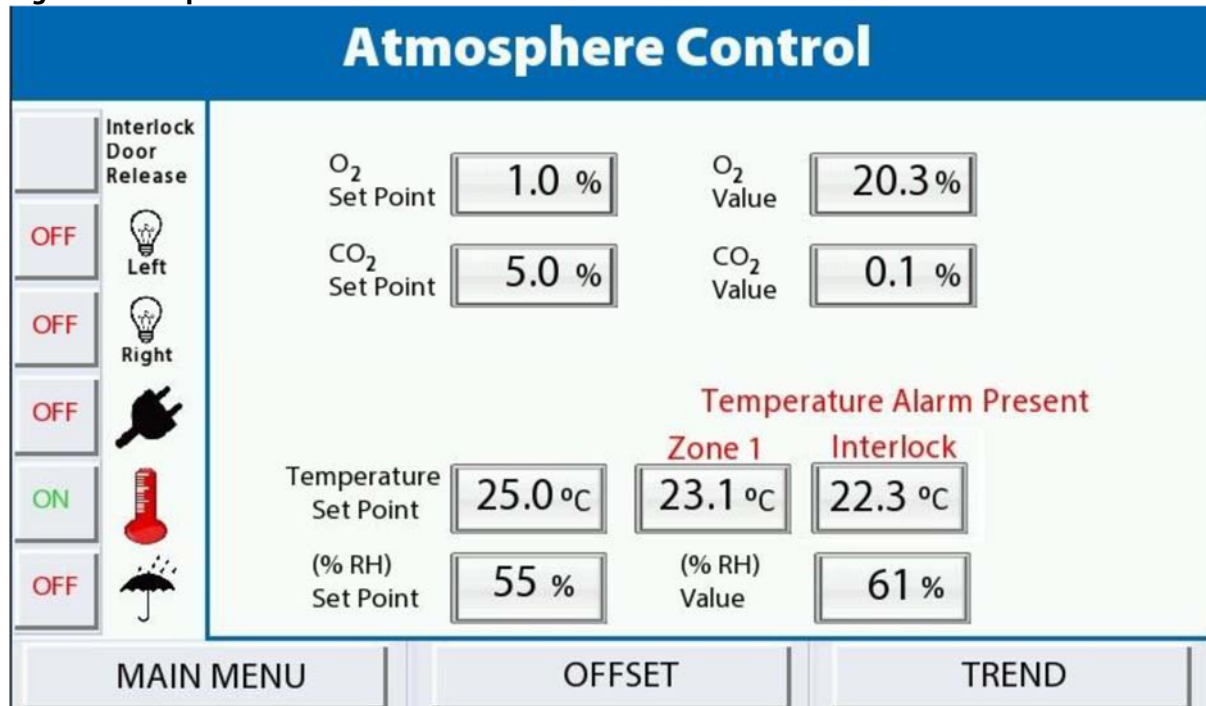 Atmosphere Control
Interlock
Door
Release
OFF
Left
OFF
Right
OFF
ON
OFF
O2
Set Point
1.0 %
O2
Value
20.3%
CO2
Set Point
5.0 %
CO2
Value
0.1 %
Temperature Alarm Present
Zone 1
Interlock
Temperature
Set Point
25.0 ºC
23.1 ºC
22.3 ºC
(% RH)
Set Point
55 %
(% RH)
Value
61 %
MAIN MENU
OFFSET
TREND